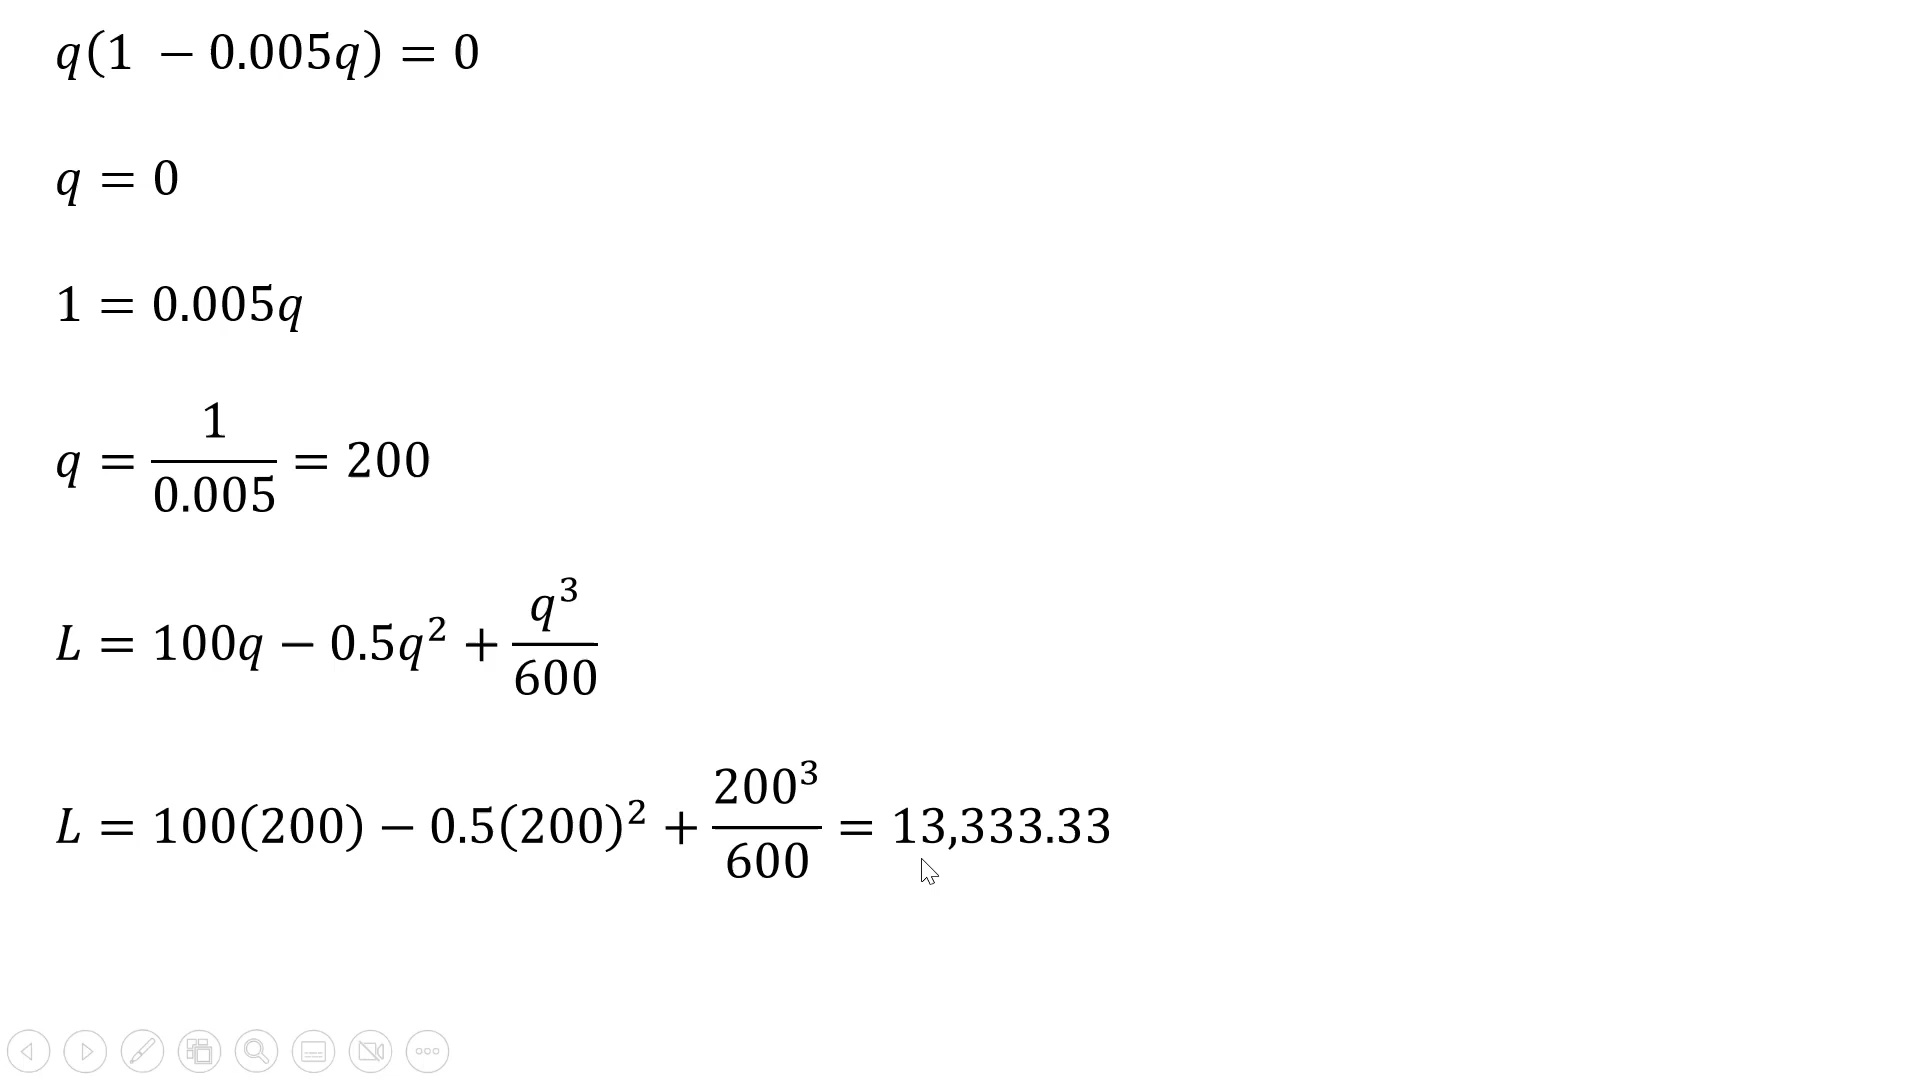 q(1 − 0.005q) = 0
q = 0
1 = 0.005q
q = 1/0.005 = 200
L = 100q − 0.5q² + q³/600
L = 100(200) − 0.5(200)² + 200³/600 = 13,333.33